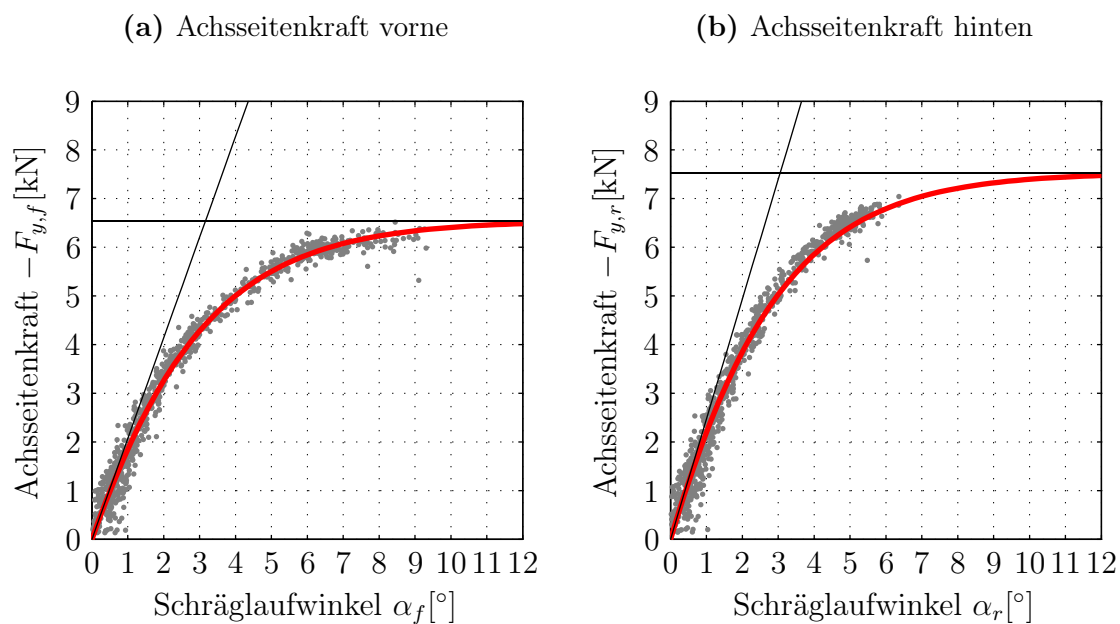 (a) Achsseitenkraft vorne
9
8
7
6
5
4
3
2
1
0
0 1 2 3 4 5 6 7 8 9 10 11 12
Achsseitenkraft −F_{y,f} [kN]
Schräglaufwinkel α_f [°]
(b) Achsseitenkraft hinten
9
8
7
6
5
4
3
2
1
0
0 1 2 3 4 5 6 7 8 9 10 11 12
Achsseitenkraft −F_{y,r} [kN]
Schräglaufwinkel α_r [°]